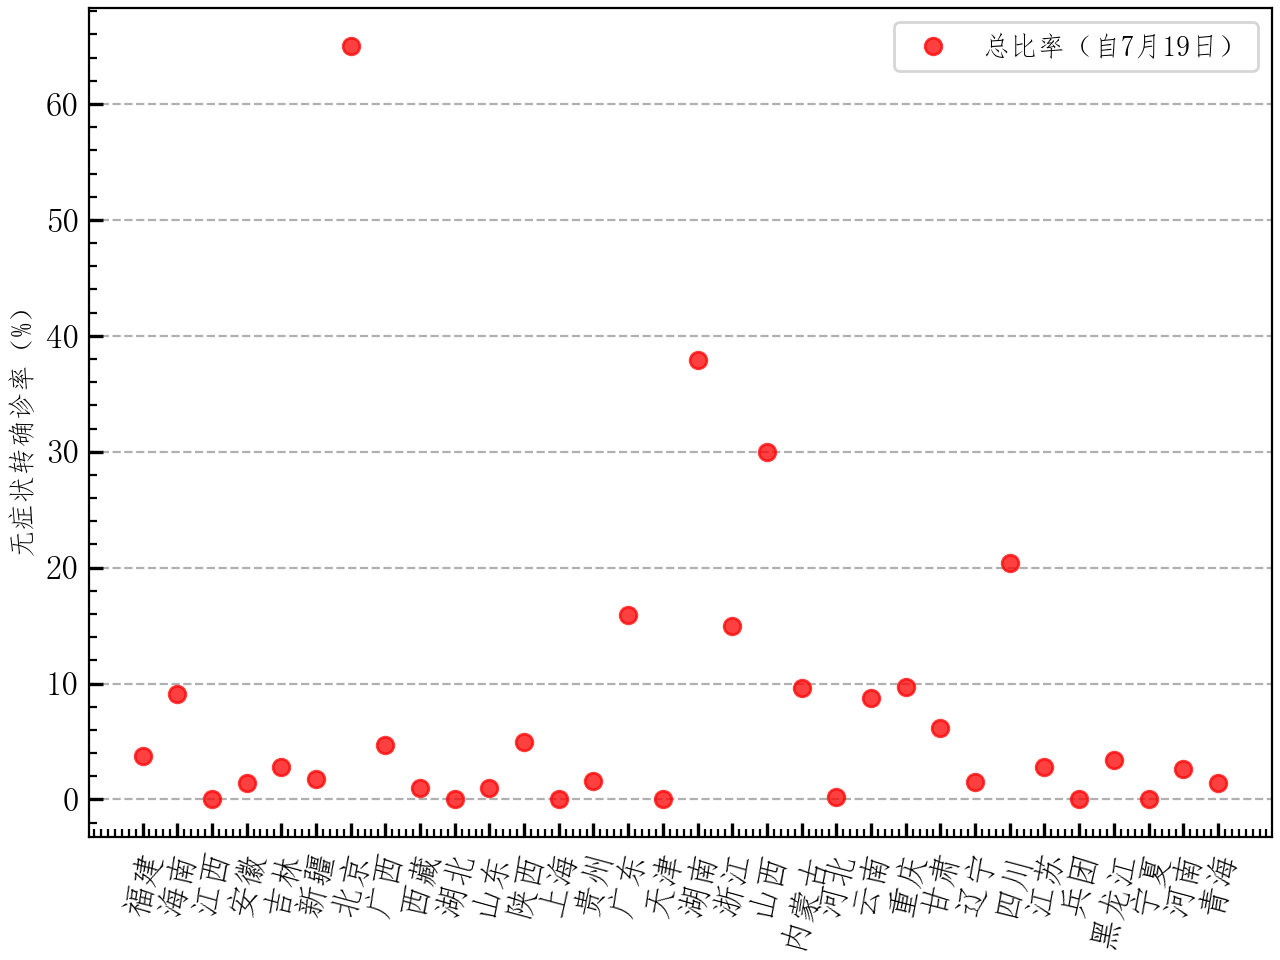 总比率（自7月19日）
无症状转确诊率 (%)
60
50
40
30
20
10
0
福建
海南
江西
安徽
吉林
新疆
北京
广西
西藏
湖北
山东
陕西
上海
贵州
广东
天津
湖南
浙江
山西
内蒙古
河北
云南
重庆
甘肃
辽宁
四川
江苏
兵团
黑龙江
宁夏
河南
青海